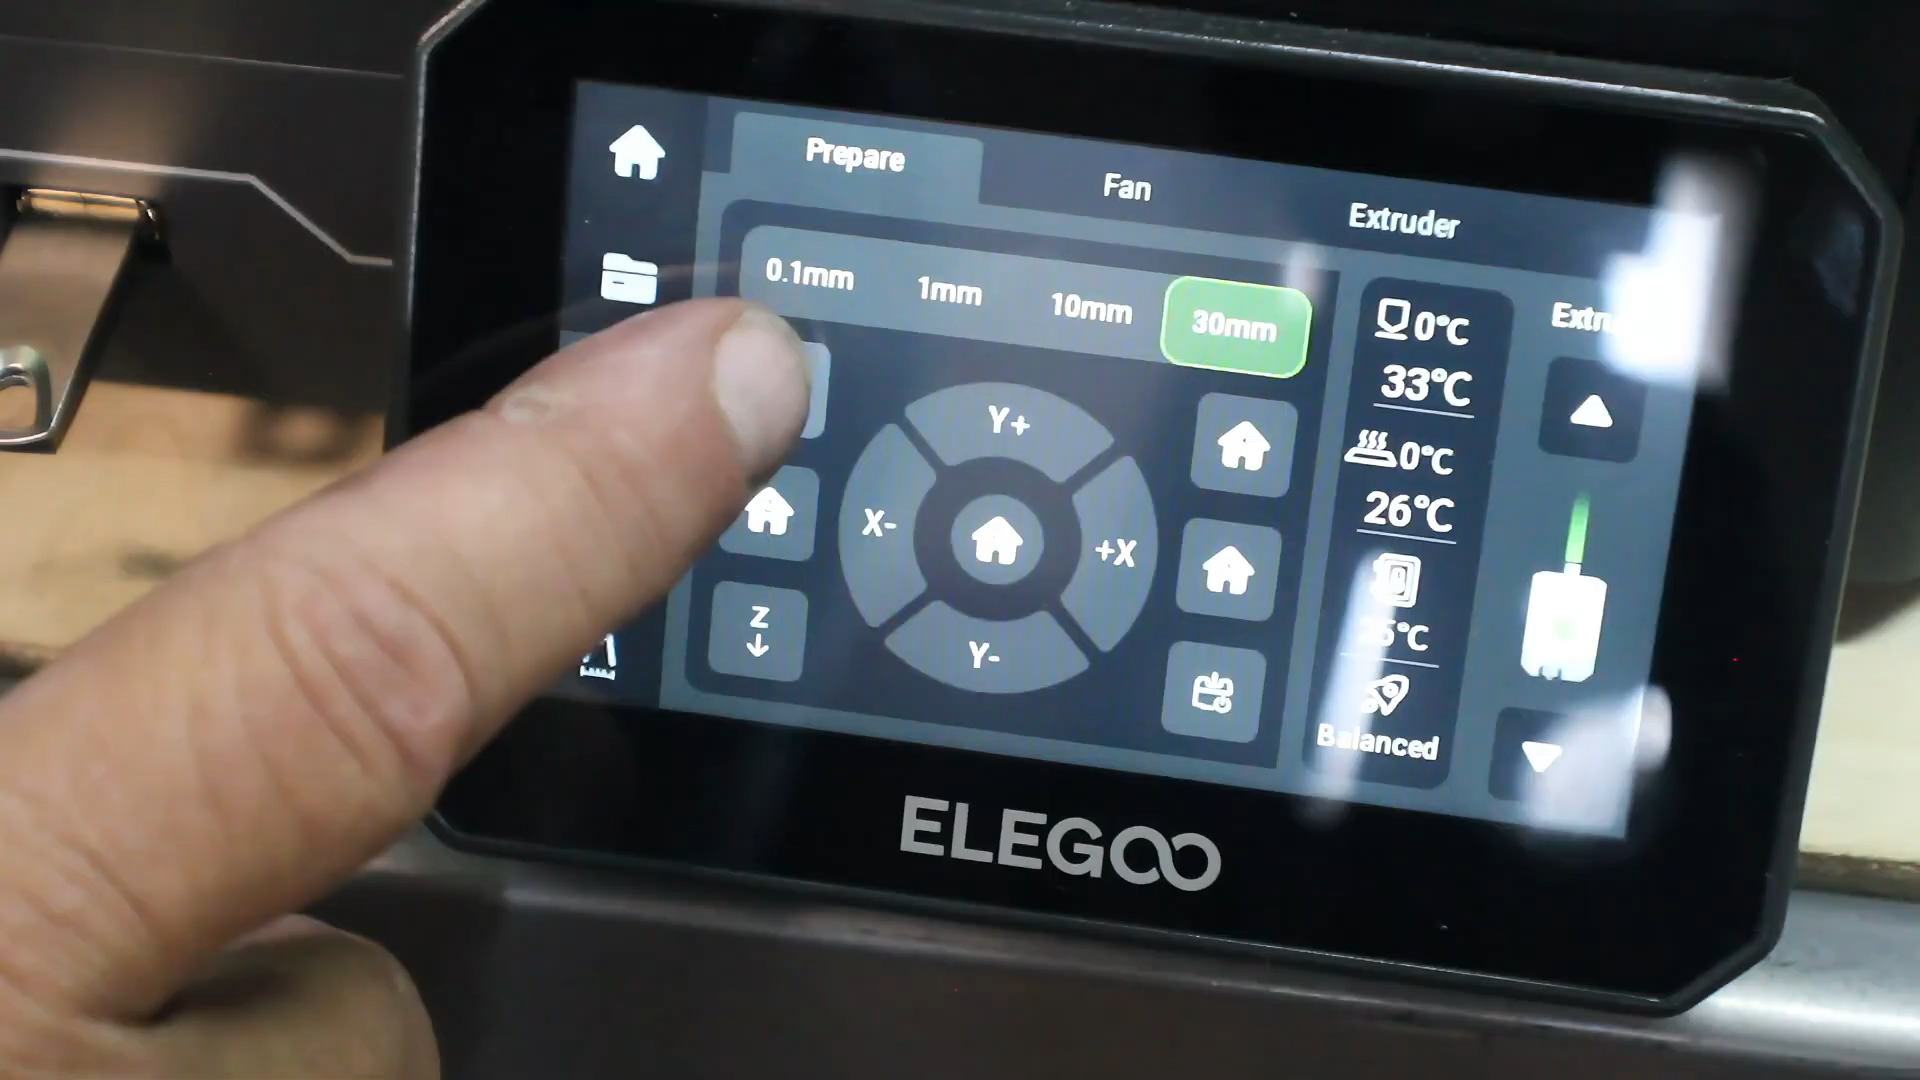 Prepare
Fan
Extruder
0.1mm
1mm
10mm
30mm
0°C
33°C
0°C
26°C
Balanced
Y+
X-
+X
Y-
Z
ELEGOO